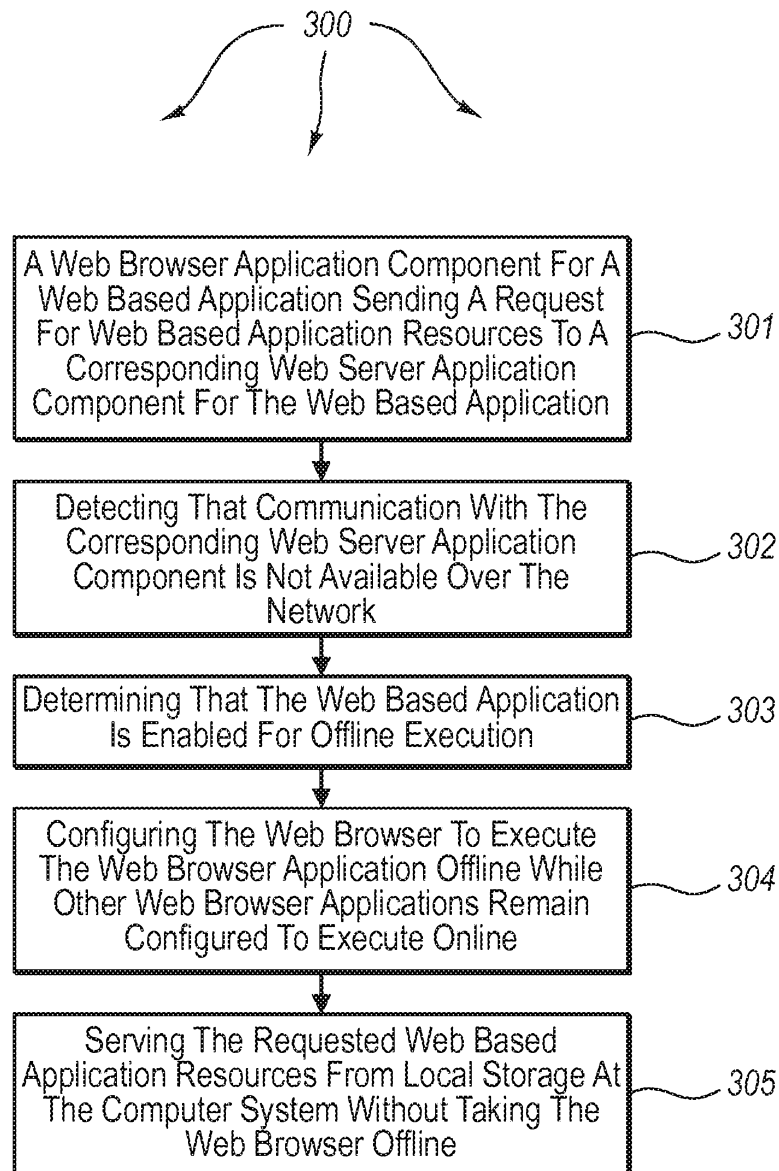 300
A Web Browser Application Component For A
Web Based Application Sending A Request
For Web Based Application Resources To A
Corresponding Web Server Application
Component For The Web Based Application
301
Detecting That Communication With The
Corresponding Web Server Application
Component Is Not Available Over The
Network
302
Determining That The Web Based Application
Is Enabled For Offline Execution
303
Configuring The Web Browser To Execute
The Web Browser Application Offline While
Other Web Browser Applications Remain
Configured To Execute Online
304
Serving The Requested Web Based
Application Resources From Local Storage At
The Computer System Without Taking The
Web Browser Offline
305